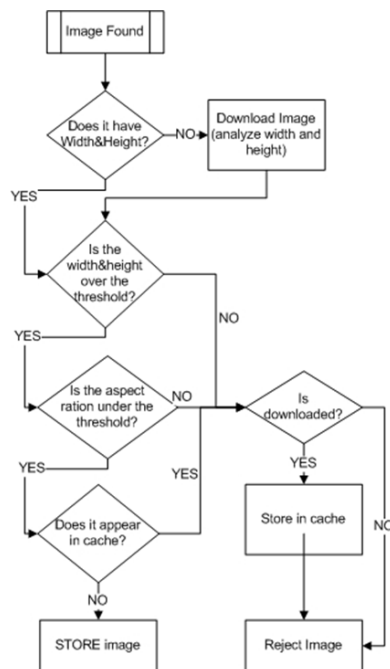 Image Found
Does it have
Width&Height?
NO
Download Image
(analyze width and
height)
YES
Is the
width&height
over the
threshold?
NO
YES
Is the aspect
ration under the
threshold?
NO
Is
downloaded?
YES
YES
YES
Does it appear
in cache?
Store in cache
NO
NO
STORE image
Reject Image